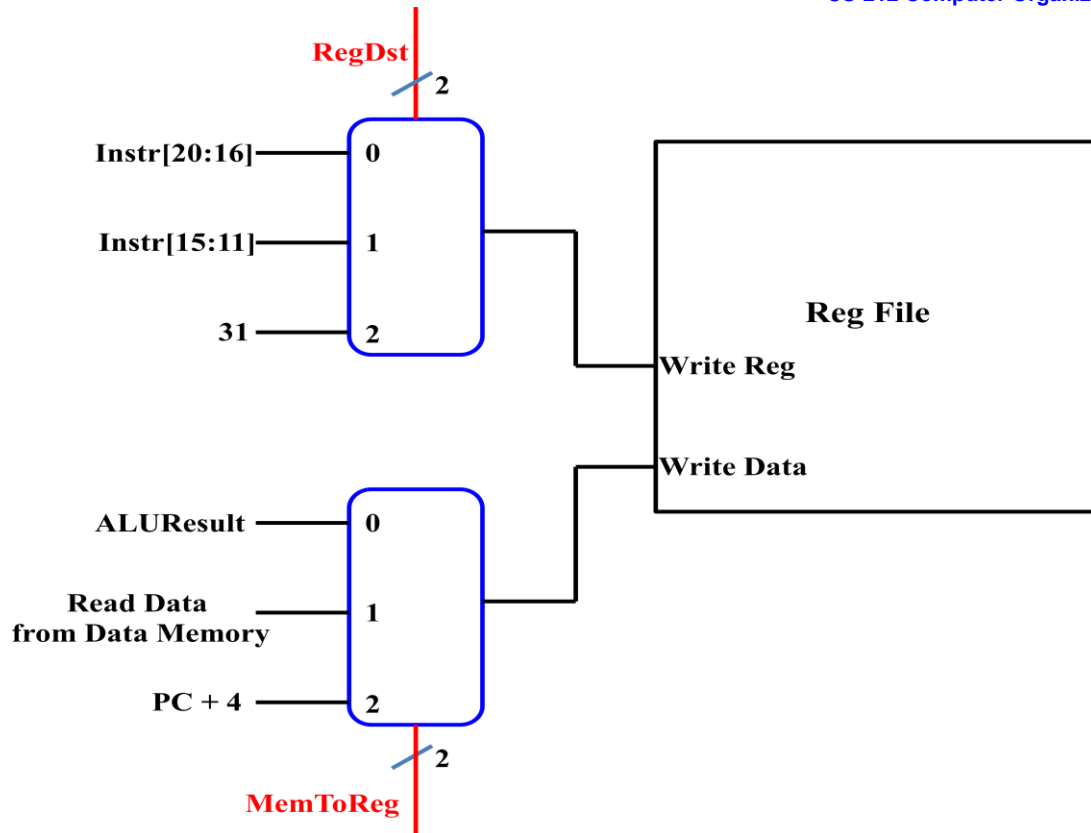 RegDst
2
Instr[20:16]
0
Instr[15:11]
1
31
2
Reg File
Write Reg
Write Data
ALUResult
0
Read Data
from Data Memory
1
PC + 4
2
2
MemToReg